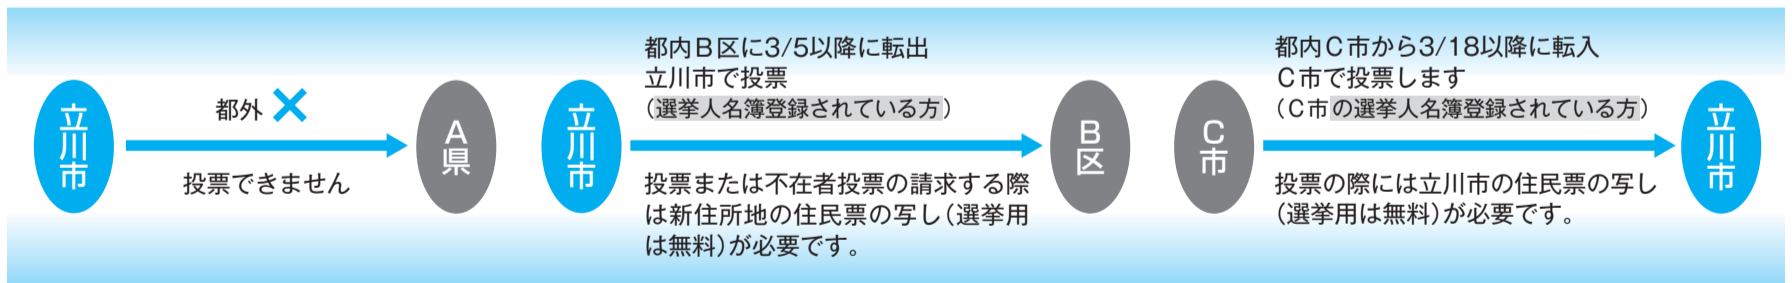 立川市
都外
投票できません
A県
立川市
都内B区に3/5以降に転出
立川市で投票
(選挙人名簿登録されている方)
投票または不在者投票の請求する際
は新住所地の住民票の写し(選挙用
は無料)が必要です。
B区
C市
都内C市から3/18以降に転入
C市で投票します
(C市の選挙人名簿登録されている方)
投票の際には立川市の住民票の写し
(選挙用は無料)が必要です。
立川市